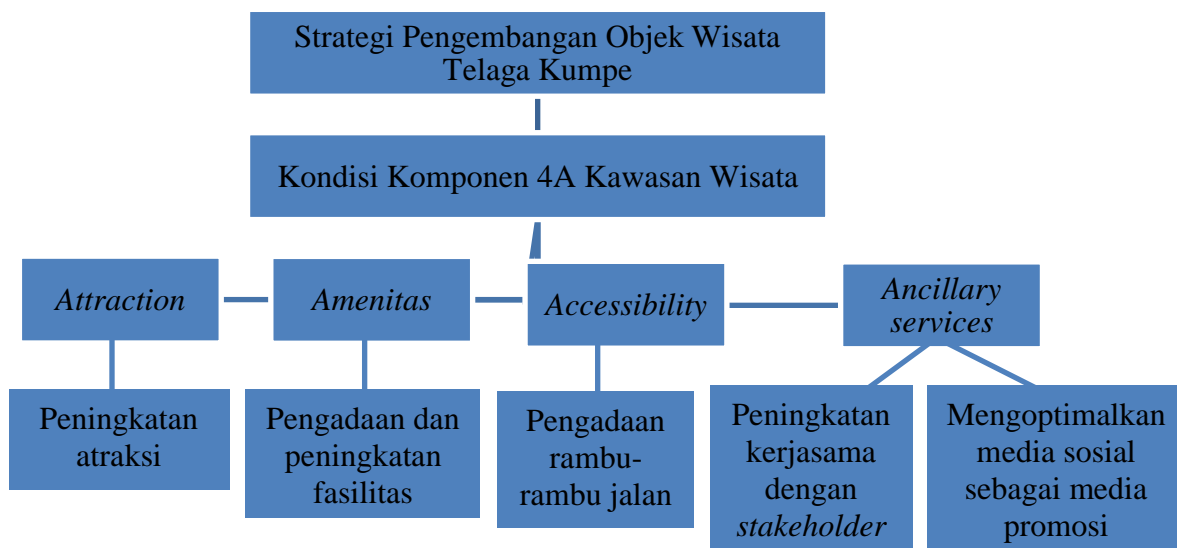 Strategi Pengembangan Objek Wisata
Telaga Kumpe
Kondisi Komponen 4A Kawasan Wisata
Attraction
Amenitas
Accessibility
Ancillary
services
Peningkatan
atraksi
Pengadaan dan
peningkatan
fasilitas
Pengadaan
rambu-
rambu jalan
Peningkatan
kerjasama
dengan
stakeholder
Mengoptimalkan
media sosial
sebagai media
promosi